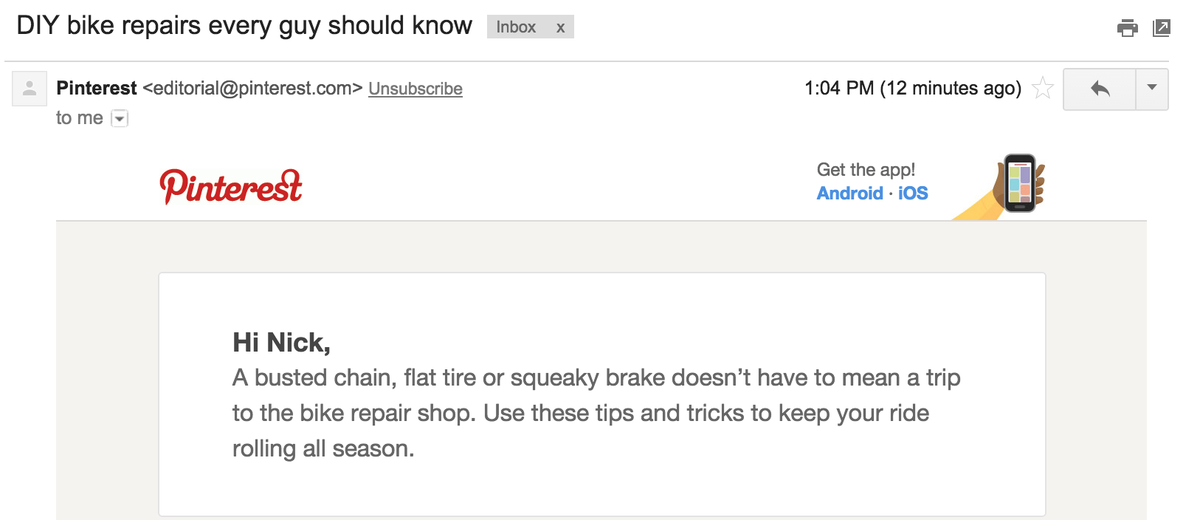 DIY bike repairs every guy should know Inbox x
Pinterest <editorial@pinterest.com> Unsubscribe 1:04 PM (12 minutes ago)
to me
Pinterest
Get the app!
Android · iOS
Hi Nick,
A busted chain, flat tire or squeaky brake doesn’t have to mean a trip
to the bike repair shop. Use these tips and tricks to keep your ride
rolling all season.